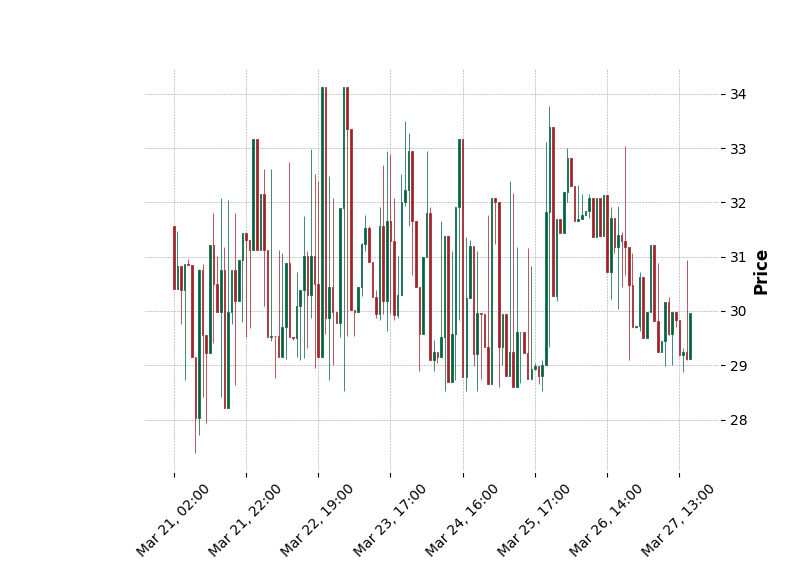 34
33
32
31
30
29
28
Price
Mar 21, 02:00
Mar 21, 22:00
Mar 22, 19:00
Mar 23, 17:00
Mar 24, 16:00
Mar 25, 17:00
Mar 26, 14:00
Mar 27, 13:00